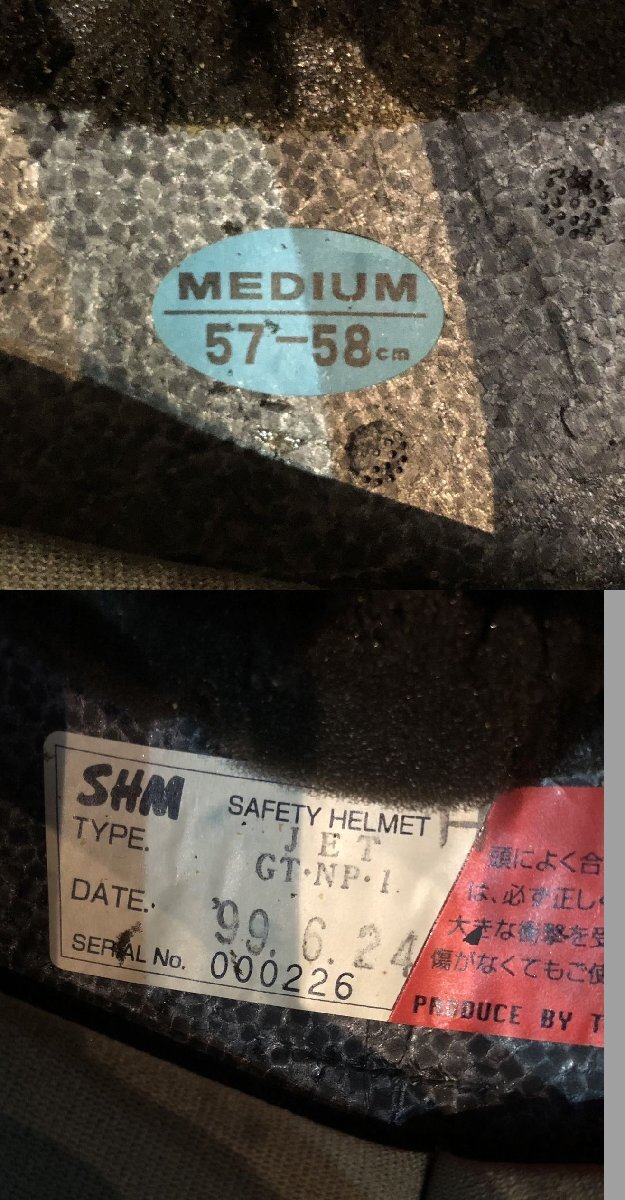 MEDIUM
57-58cm
SHM SAFETY HELMET
TYPE. JET
GT·NP·1
DATE. '99.6.24
SERIAL No. 000226
頭によく合
は、必ず正し
大きな衝撃を受
傷がなくてもご使
PRODUCE BY T